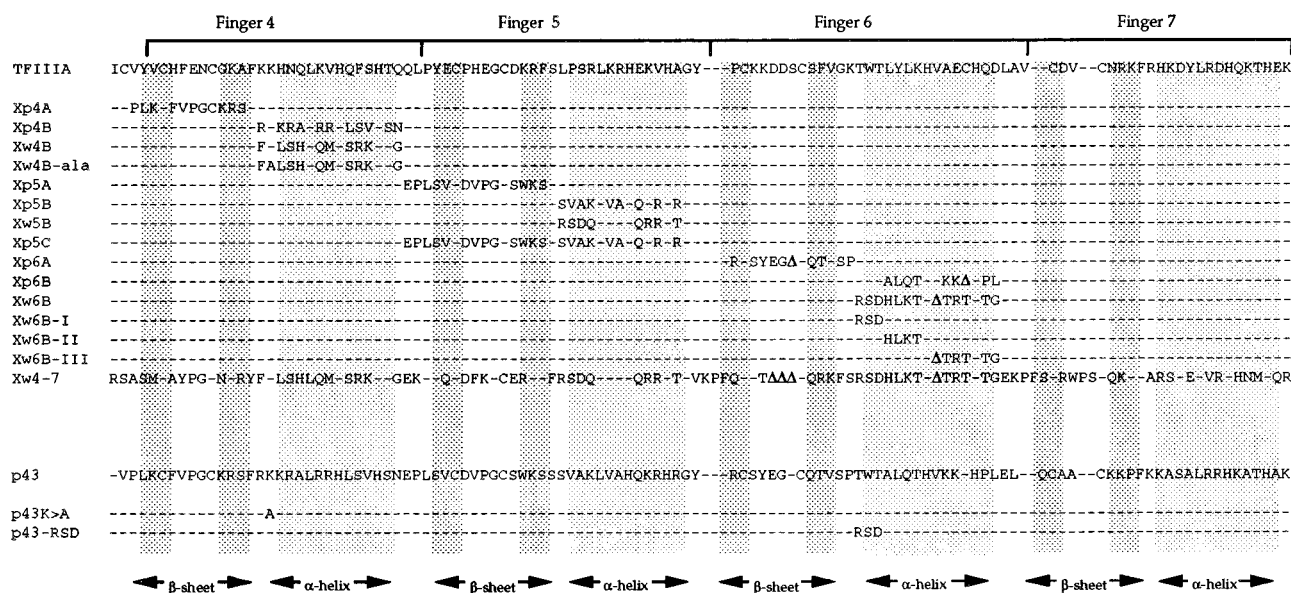 Finger 4 Finger 5 Finger 6 Finger 7
TFIIIA ICVYVCHFENCGKAFKKHNQLKVHQFSHTQQLPYECPHEGCDKRFSLPSRLKRHEKVHAGY---PCKKDDSCSFVGKTWTLYLKHVAECHQDLAV--CDV--CNRKFRHKDYLRDHQKTHEK
Xp4A --PLK-FVPGCKRS
Xp4B R-KRA-RR-LSV-SN
Xw4B F-LSH-QM-SRK--G
Xw4B-ala FALSH-QM-SRK--G
Xp5A EPLSV-DVPG-SWKS
Xp5B SVAK-VA-Q-R-R
Xw5B RSDQ---QRR-T
Xp5C EPLSV-DVPG-SWKS-SVAK-VA-Q-R-R
Xp6A R-SYEGΔ-QT-SP
Xp6B ALQT--KKΔ-PL
Xw6B RSDHLKT-ΔTRT-TG
Xw6B-I RSD
Xw6B-II HLKT
Xw6B-III ΔTRT-TG
Xw4-7 RSASM-AYPG-N-RYF-LSHLQM-SRK--GEK--Q-DFK-CER--FRSDQ---QRR-T-VKPFQ--TΔΔΔ-QRKFSRSDHLKT-ΔTRT-TGEKPFS-RWPS-QK--ARS-E-VR-HNM-QR
p43 --VPLKCFVPGCKRSFRKKRALRRHLSVHSNEPLSVCDVPGCSWKSSSVAKLVAHQKRHRGY---RCSYEG-CQTVSPTWTALQTHVKK-HPLEL--QCAA--CKKPFKKASALRRHKATHAK
p43K>A A
p43-RSD RSD
β-sheet α-helix β-sheet α-helix β-sheet α-helix β-sheet α-helix